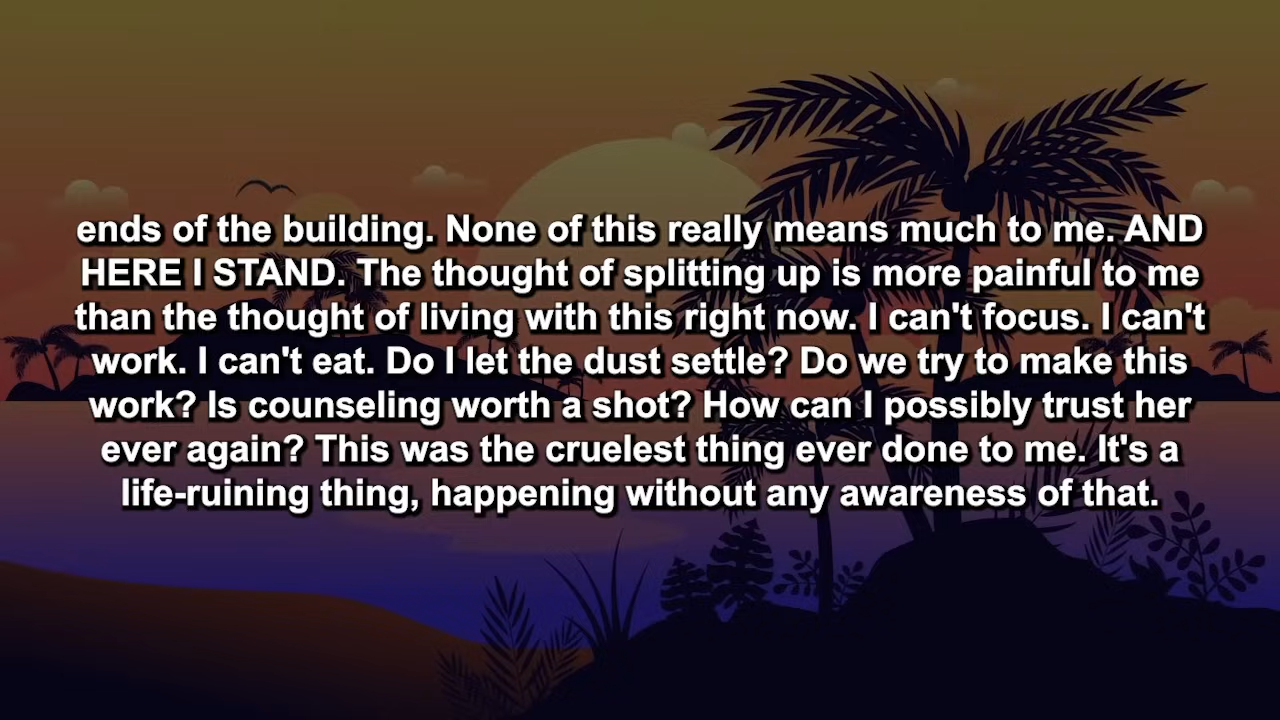 ends of the building. None of this really means much to me. AND
HERE I STAND. The thought of splitting up is more painful to me
than the thought of living with this right now. I can't focus. I can't
work. I can't eat. Do I let the dust settle? Do we try to make this
work? Is counseling worth a shot? How can I possibly trust her
ever again? This was the cruelest thing ever done to me. It's a
life-ruining thing, happening without any awareness of that.